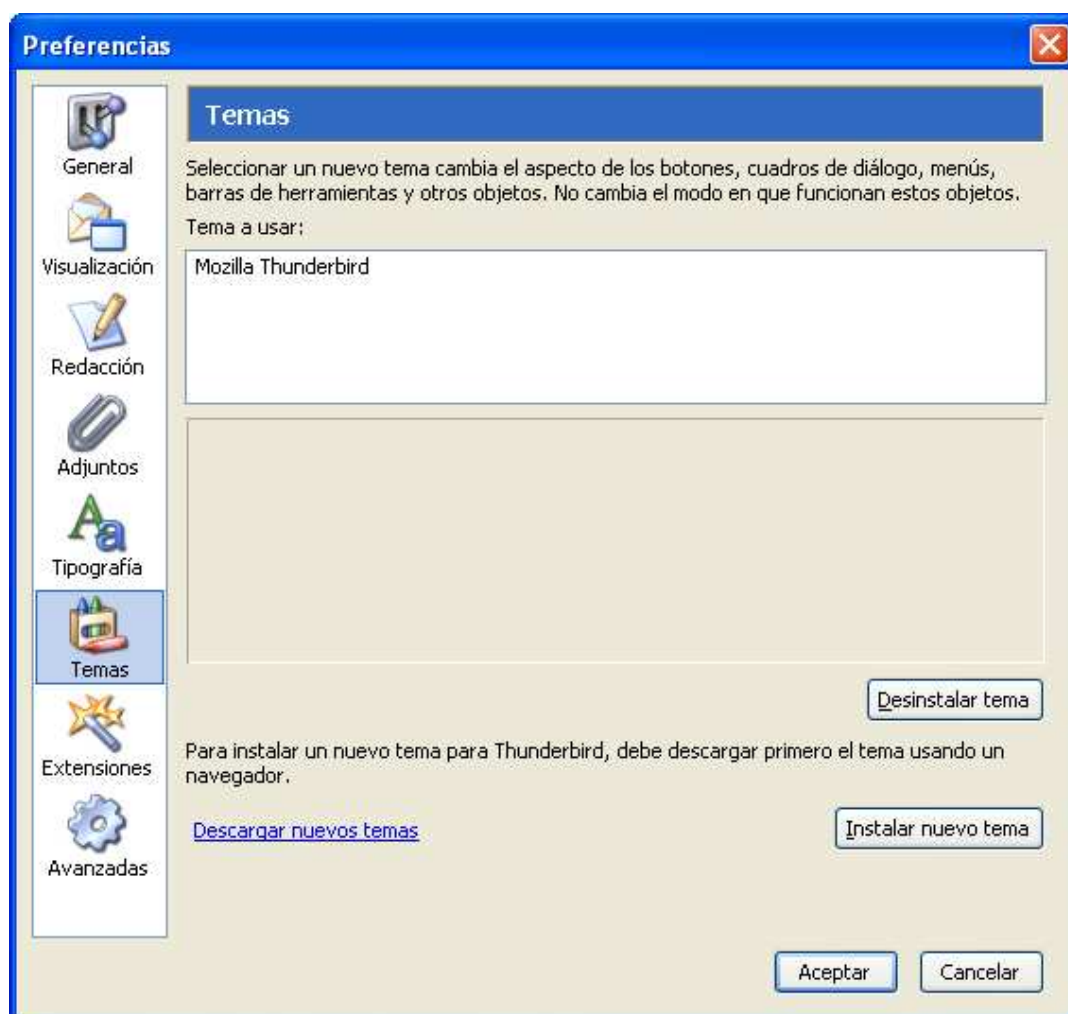 Preferencias
General
Visualización
Redacción
Adjuntos
Tipografía
Temas
Extensiones
Avanzadas
Temas
Seleccionar un nuevo tema cambia el aspecto de los botones, cuadros de diálogo, menús,
barras de herramientas y otros objetos. No cambia el modo en que funcionan estos objetos.
Tema a usar:
Mozilla Thunderbird
Desinstalar tema
Para instalar un nuevo tema para Thunderbird, debe descargar primero el tema usando un
navegador.
Descargar nuevos temas
Instalar nuevo tema
Aceptar
Cancelar